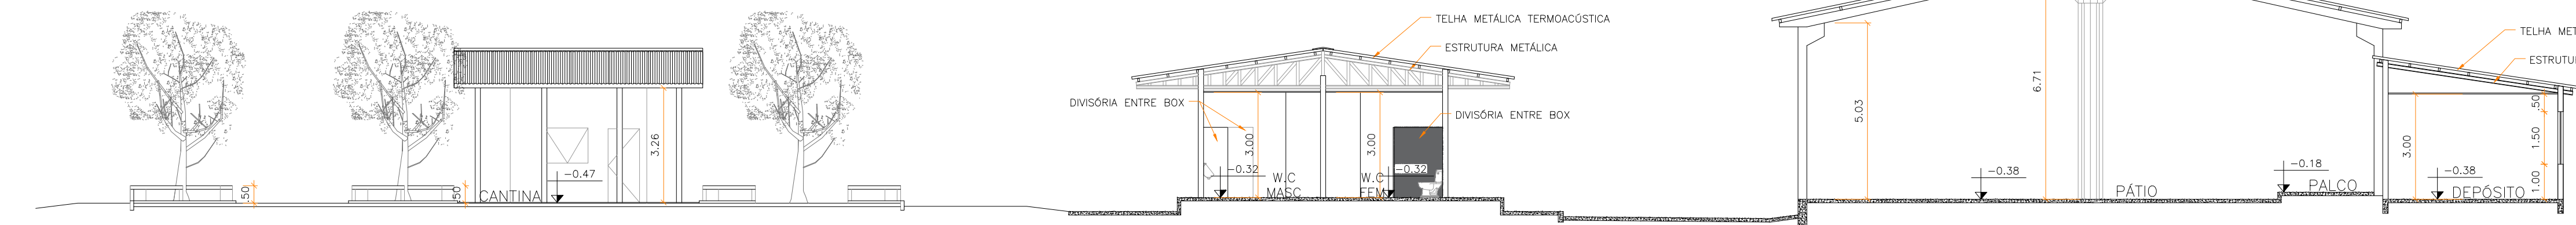 .50
.50
CANTINA
-0.47
3.26
DIVISÓRIA ENTRE BOX
3.00
-0.32
W.C
MASC
3.00
W.C
FEM
-0.32
TELHA METÁLICA TERMOACÚSTICA
ESTRUTURA METÁLICA
DIVISÓRIA ENTRE BOX
5.03
6.71
-0.38
PÁTIO
-0.18
PALCO
3.00
-0.38
DEPÓSITO
TELHA MET
ESTRUTU
.50
1.50
1.00